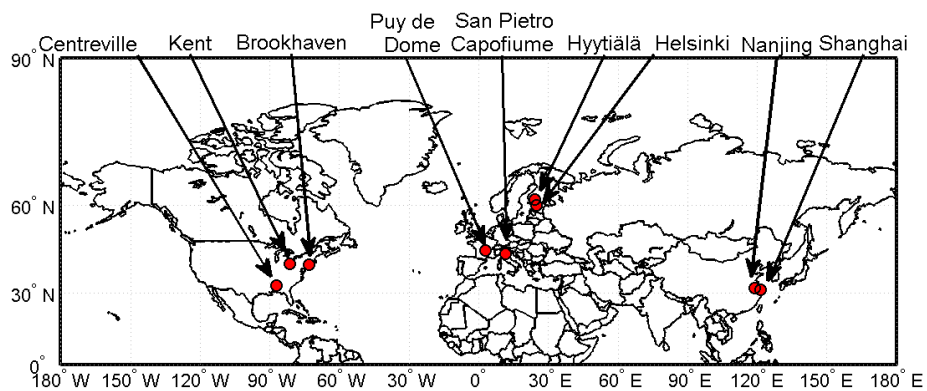 Puy de San Pietro
Centreville Kent Brookhaven Dome Capofiume Hyytiälä Helsinki Nanjing Shanghai
90° N
60° N
30° N
0°
180° W 150° W 120° W 90° W 60° W 30° W 0° 30° E 60° E 90° E 120° E 150° E 180° E